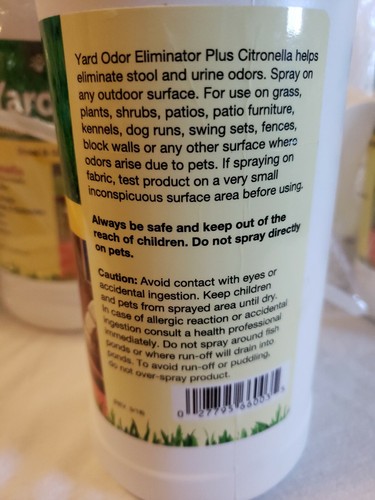 Yard
Yard Odor Eliminator Plus Citronella helps
eliminate stool and urine odors. Spray on
any outdoor surface. For use on grass,
plants, shrubs, patios, patio furniture,
kennels, dog runs, swing sets, fences,
block walls or any other surface where
odors arise due to pets. If spraying on
fabric, test product on a very small
inconspicuous surface area before using.
Always be safe and keep out of the
reach of children. Do not spray directly
on pets.
Caution: Avoid contact with eyes or
accidental ingestion. Keep children
and pets from sprayed area until dry.
In case of allergic reaction or accidental
ingestion consult a health professional
immediately. Do not spray around fish
ponds or where run-off will drain into
ponds. To avoid run-off or puddling,
do not over-spray product.